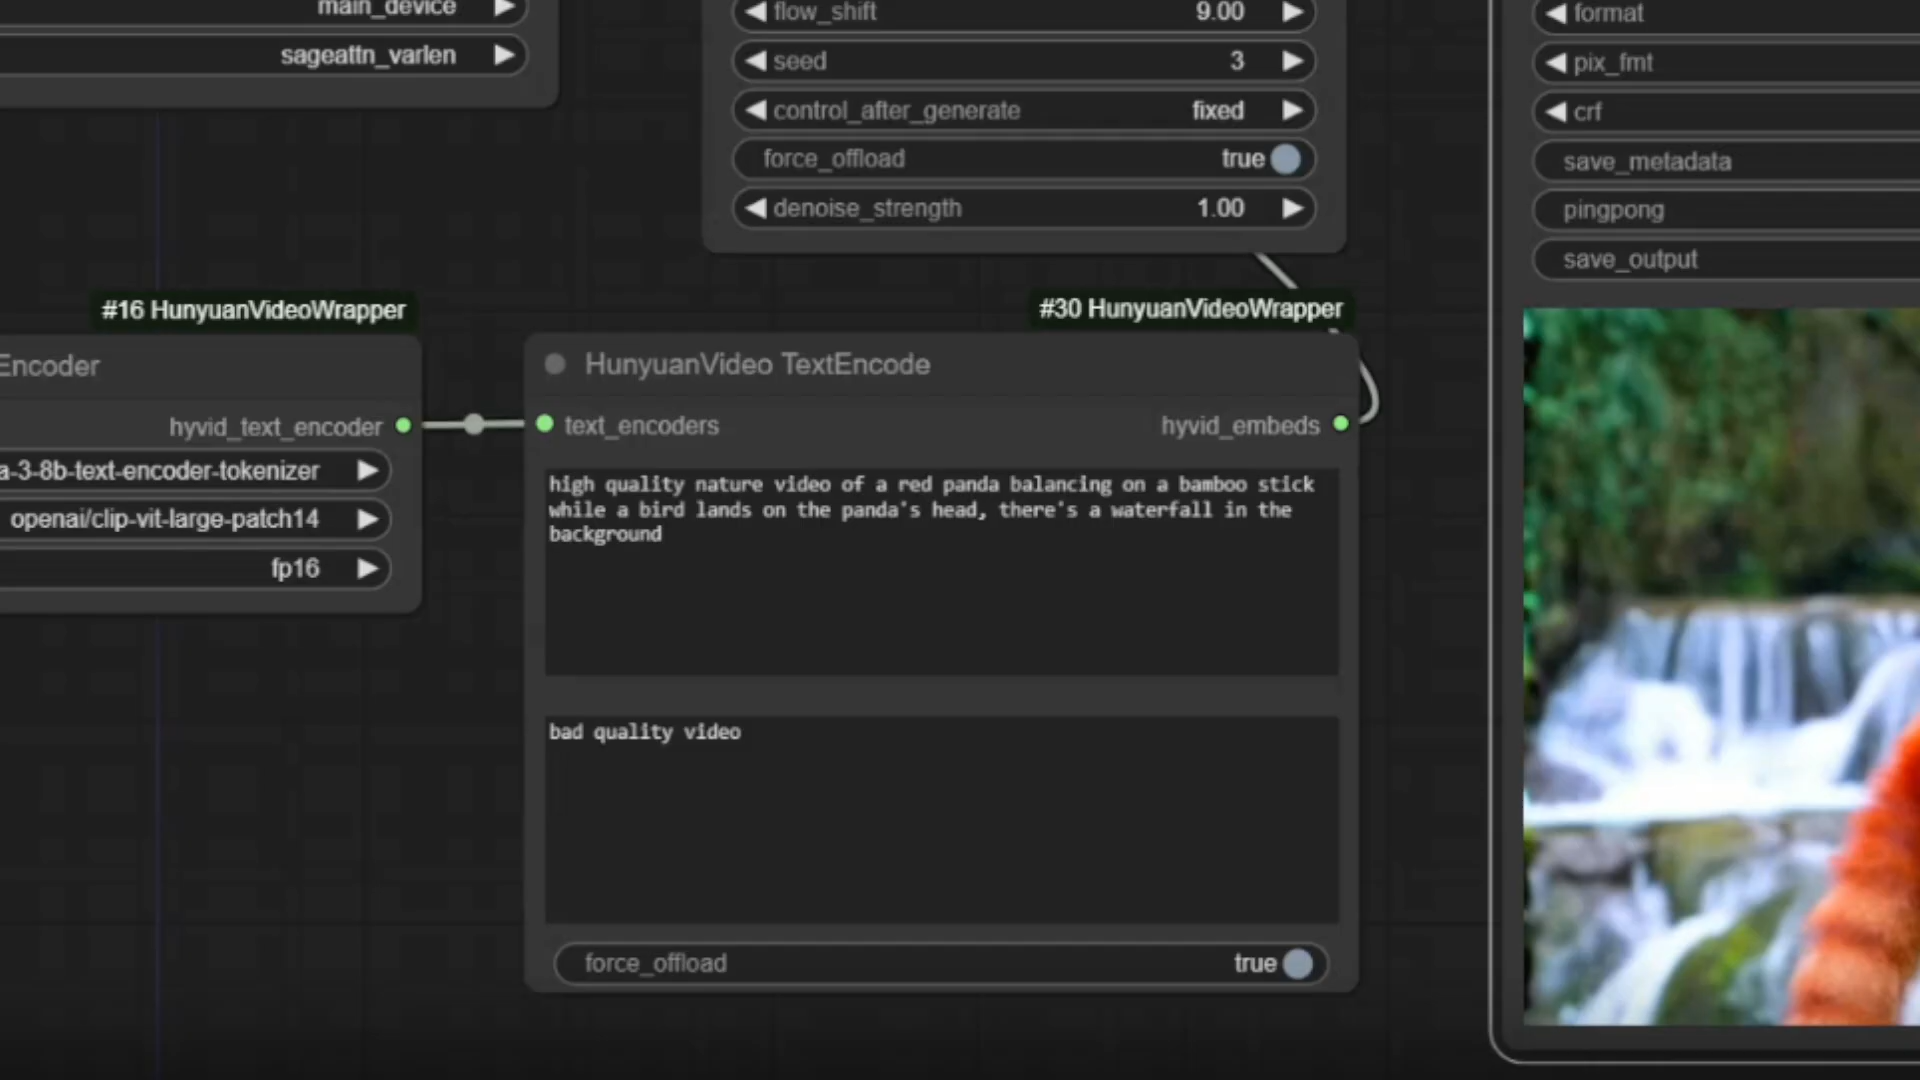 main_device
sageattn_varlen
flow_shift 9.00
seed 3
control_after_generate fixed
force_offload true
denoise_strength 1.00
format
pix_fmt
crf
save_metadata
pingpong
save_output
#16 HunyuanVideoWrapper
Encoder
hyvid_text_encoder
a-3-8b-text-encoder-tokenizer
openai/clip-vit-large-patch14
fp16
#30 HunyuanVideoWrapper
HunyuanVideo TextEncode
text_encoders hyvid_embeds
high quality nature video of a red panda balancing on a bamboo stick
while a bird lands on the panda's head, there's a waterfall in the
background
bad quality video
force_offload true